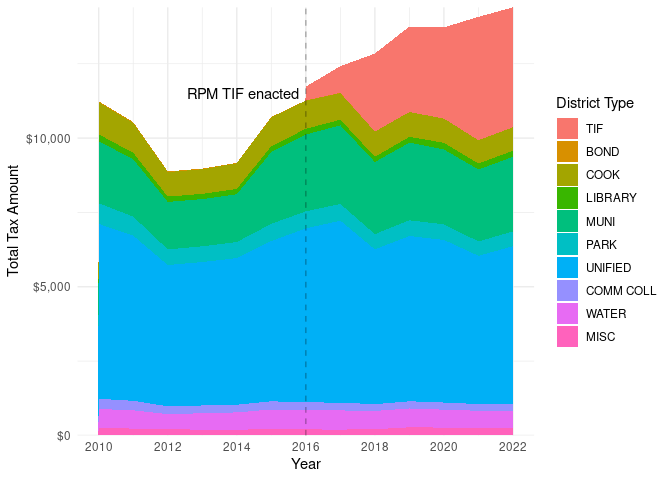 RPM TIF enacted
$10,000
$5,000
$0
Total Tax Amount
2010 2012 2014 2016 2018 2020 2022
Year
District Type
TIF
BOND
COOK
LIBRARY
MUNI
PARK
UNIFIED
COMM COLL
WATER
MISC